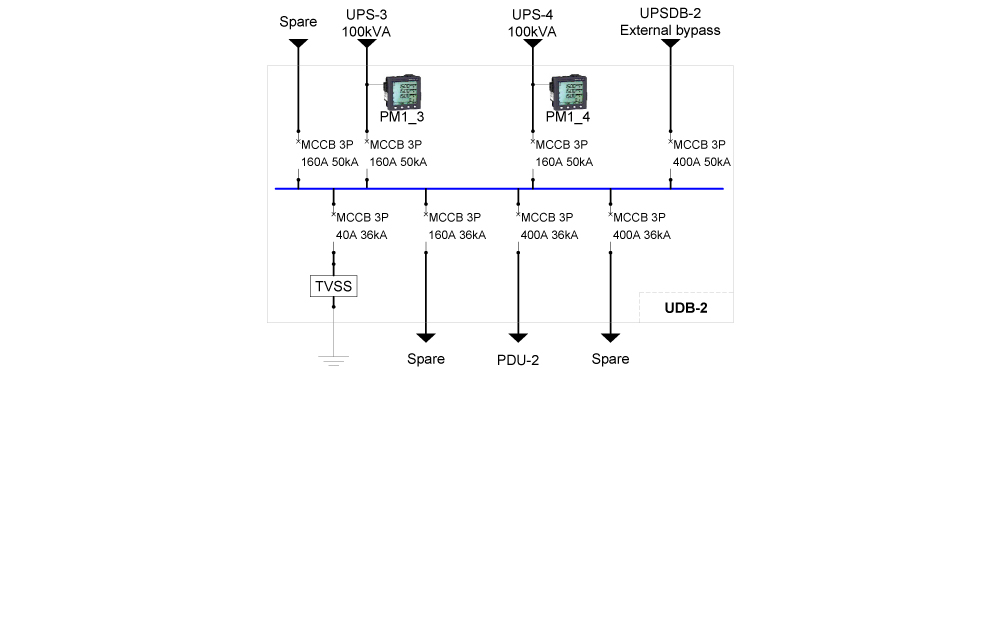 Spare
UPS-3
100kVA
UPS-4
100kVA
UPSDB-2
External bypass
PM1_3
PM1_4
MCCB 3P
160A 50kA
MCCB 3P
160A 50kA
MCCB 3P
160A 50kA
MCCB 3P
400A 50kA
MCCB 3P
40A 36kA
MCCB 3P
160A 36kA
MCCB 3P
400A 36kA
MCCB 3P
400A 36kA
TVSS
UDB-2
Spare
PDU-2
Spare